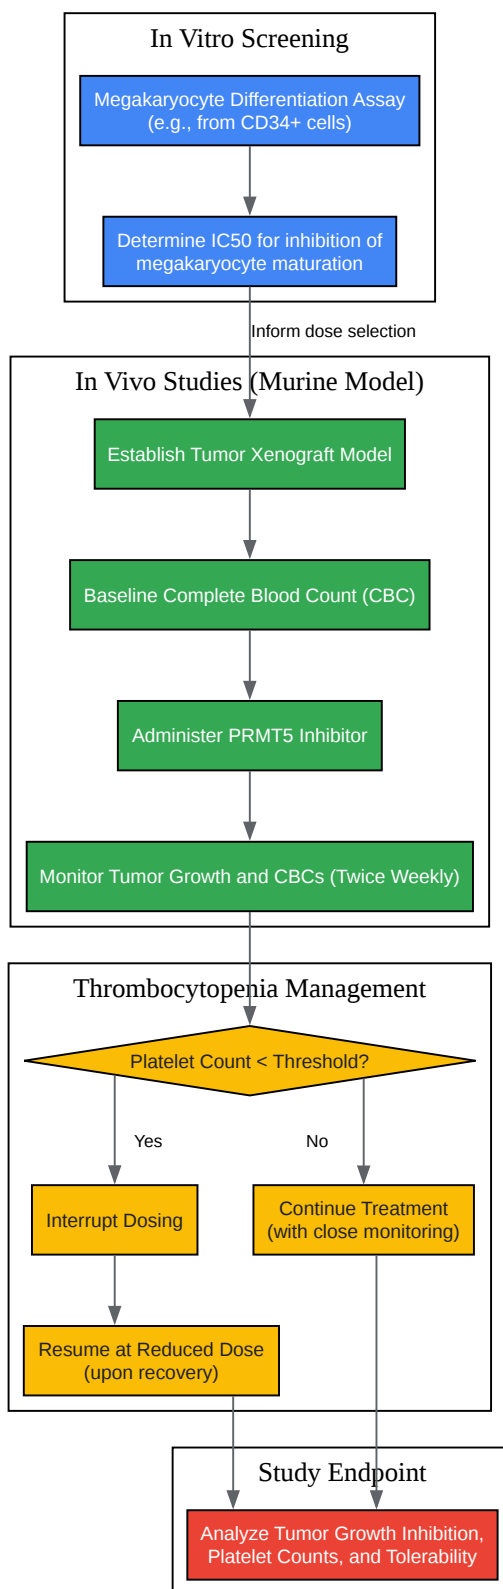 In Vitro Screening
Megakaryocyte Differentiation Assay
(e.g., from CD34+ cells)
Determine IC50 for inhibition of
megakaryocyte maturation
Inform dose selection
In Vivo Studies (Murine Model)
Establish Tumor Xenograft Model
Baseline Complete Blood Count (CBC)
Administer PRMT5 Inhibitor
Monitor Tumor Growth and CBCs (Twice Weekly)
Thrombocytopenia Management
Platelet Count < Threshold?
Yes
No
Interrupt Dosing
Continue Treatment
(with close monitoring)
Resume at Reduced Dose
(upon recovery)
Study Endpoint
Analyze Tumor Growth Inhibition,
Platelet Counts, and Tolerability